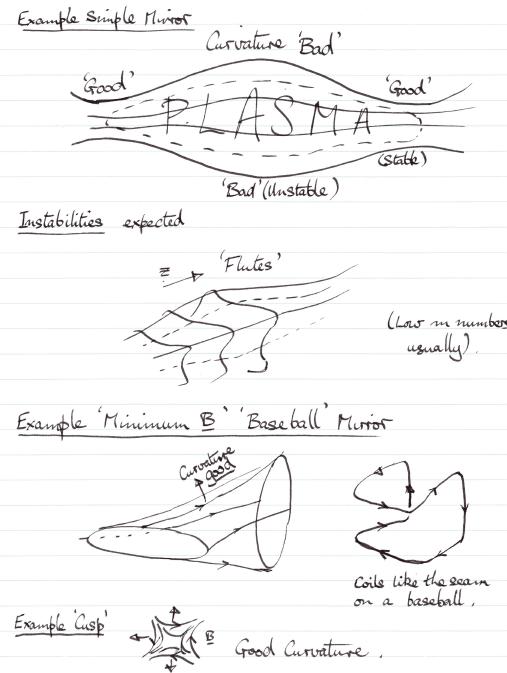 Example Simple Mirror
Curvature 'Bad'
'Good'
'Good'
PLASMA
(Stable)
'Bad' (Unstable)
Instabilities expected
'Flutes'
z
(Low m numbers
usually).
Example 'Minimum B' 'Baseball' Mirror
Curvature
good
Coils like the seam
on a baseball.
Example 'Cusp'
B
Good Curvature.